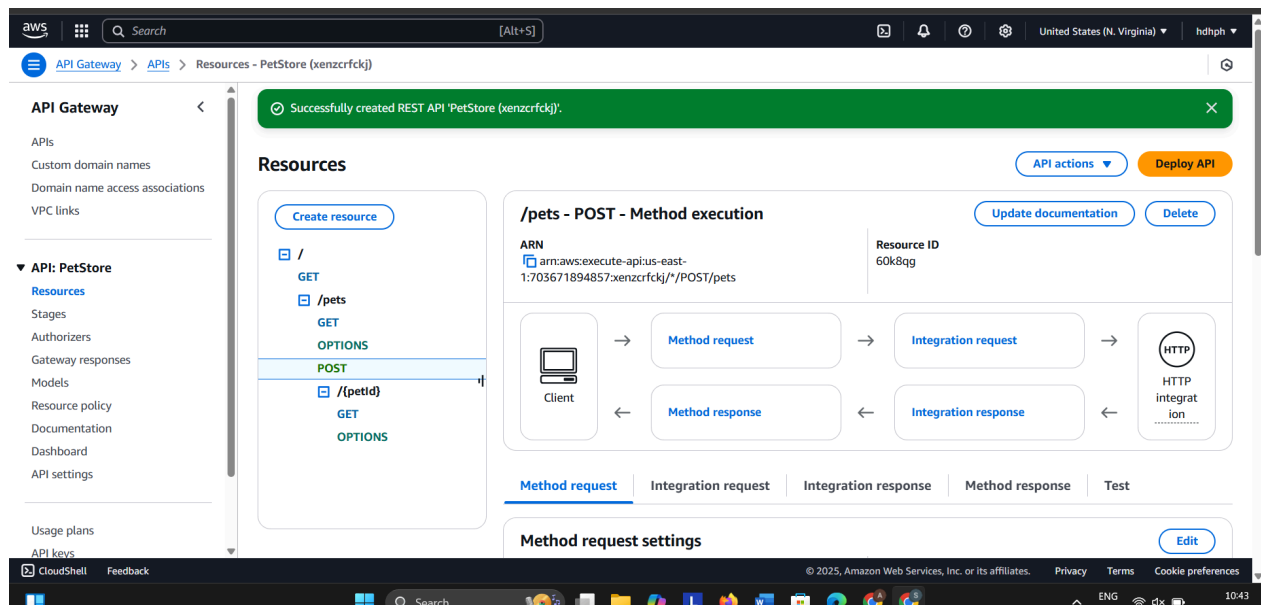 aws
Search [Alt+S]
United States (N. Virginia) ▼
hdhph ▼
API Gateway > APIs > Resources - PetStore (xenzcrfckj)
API Gateway
APIs
Custom domain names
Domain name access associations
VPC links
▼ API: PetStore
Resources
Stages
Authorizers
Gateway responses
Models
Resource policy
Documentation
Dashboard
API settings
Usage plans
API keys
Successfully created REST API 'PetStore (xenzcrfckj)'.
Resources
API actions ▼
Deploy API
Create resource
/
GET
/pets
GET
OPTIONS
POST
/{petId}
GET
OPTIONS
/pets - POST - Method execution
Update documentation
Delete
ARN
arn:aws:execute-api:us-east-
1:703671894857:xenzcrfckj/*/POST/pets
Resource ID
60k8qg
Client
Method request
Integration request
Method response
Integration response
HTTP
HTTP
integrat
ion
Method request
Integration request
Integration response
Method response
Test
Method request settings
Edit
CloudShell
Feedback
© 2025, Amazon Web Services, Inc. or its affiliates.
Privacy
Terms
Cookie preferences
Search
ENG
10:43